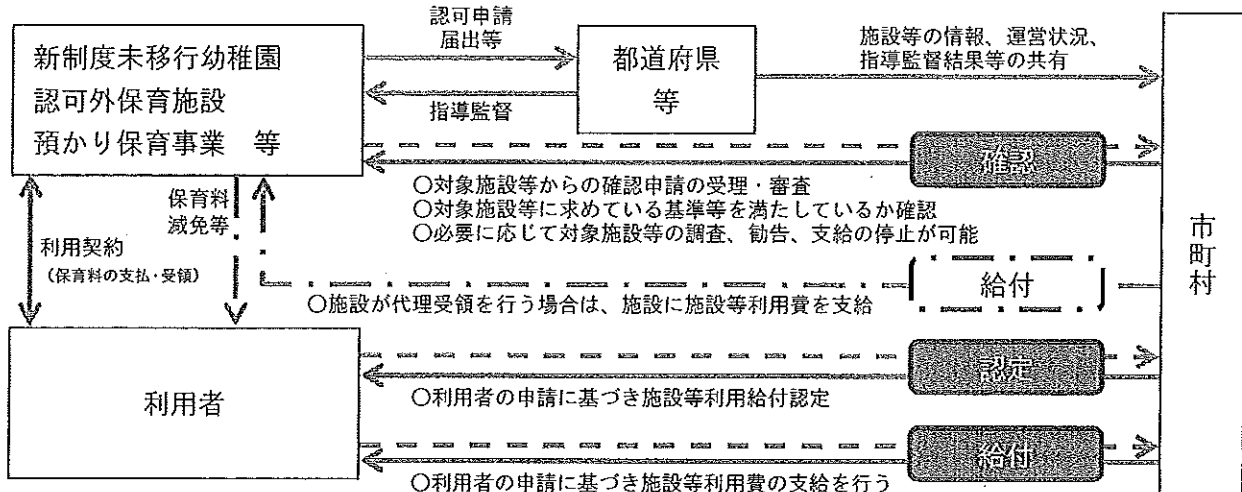 認可申請
届出等
新制度未移行幼稚園
認可外保育施設
預かり保育事業　等
都道府県
等
施設等の情報、運営状況、
指導監督結果等の共有
指導監督
確認
〇対象施設等からの確認申請の受理・審査
〇対象施設等に求めている基準等を満たしているか確認
〇必要に応じて対象施設等の調査、勧告、支給の停止が可能
保育料
減免等
利用契約
(保育料の支払・受領)
市町村
給付
〇施設が代理受領を行う場合は、施設に施設等利用費を支給
利用者
認定
〇利用者の申請に基づき施設等利用給付認定
給付
〇利用者の申請に基づき施設等利用費の支給を行う